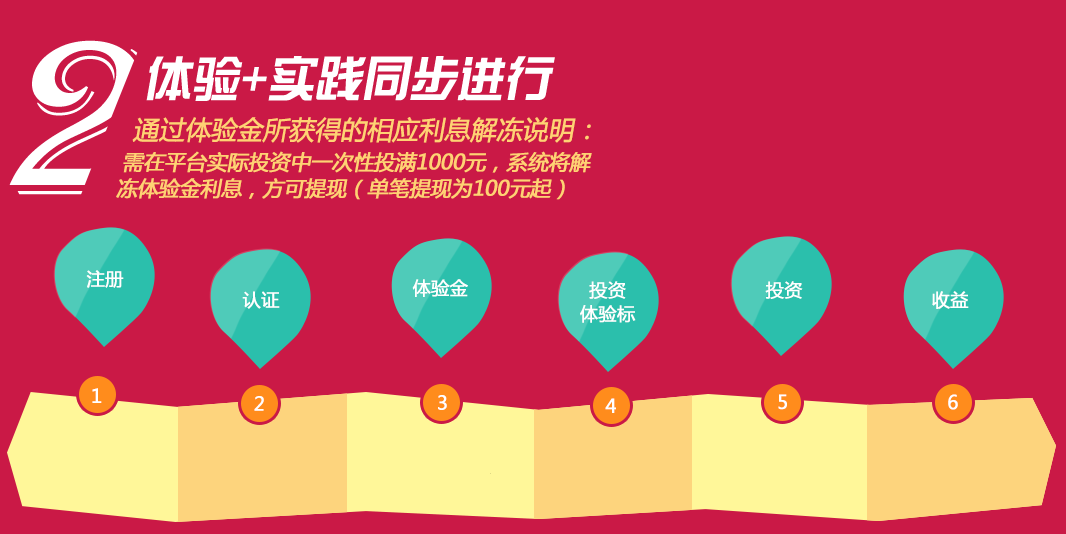 2
体验+实践同步进行
通过体验金所获得的相应利息解冻说明：
需在平台实际投资中一次性投满1000元，系统将解
冻体验金利息，方可提现（单笔提现为100元起）
注册
认证
体验金
投资
体验标
投资
收益
1
2
3
4
5
6